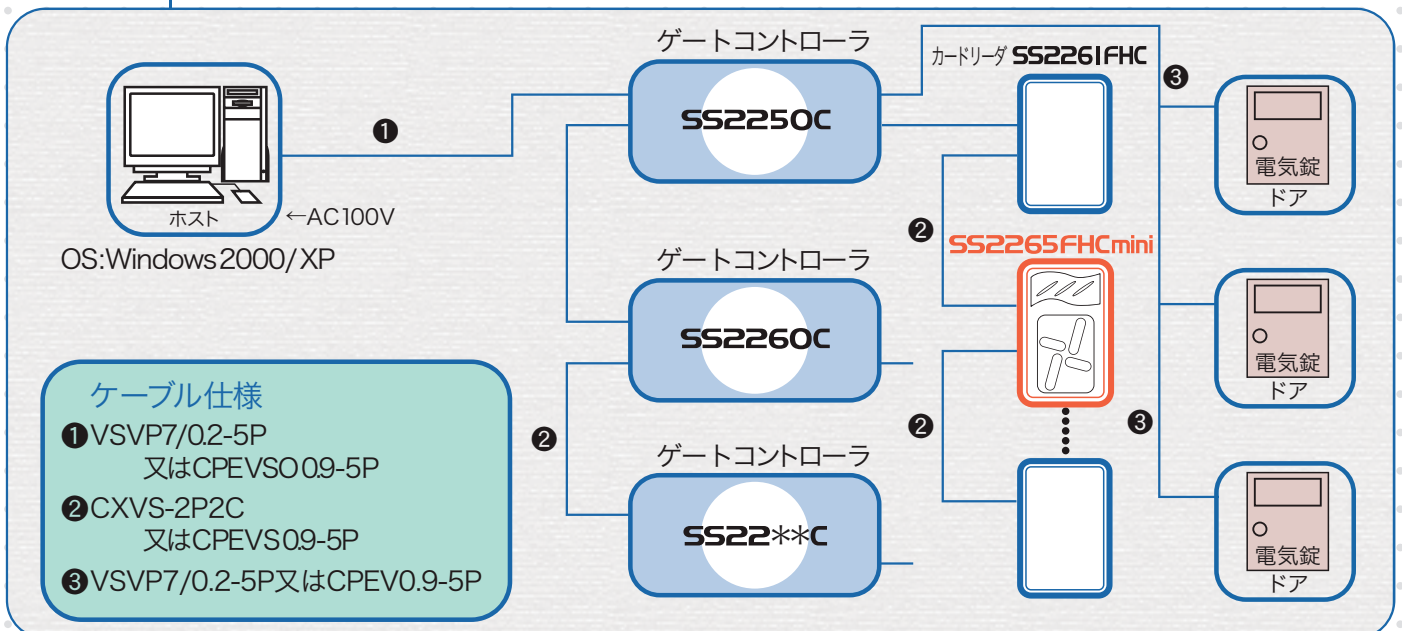 ゲートコントローラ
SS2250C
カードリーダ SS2261FHC
❶
❸
電気錠
ドア
ホスト
←AC100V
OS:Windows2000/XP
❷
SS2265FHCmini
ゲートコントローラ
SS2260C
電気錠
ドア
ケーブル仕様
❶VSVP7/0.2-5P
又はCPEVSO0.9-5P
❷CXVS-2P2C
又はCPEVS0.9-5P
❸VSVP7/0.2-5P又はCPEV0.9-5P
❷
ゲートコントローラ
SS22**C
❷
❸
電気錠
ドア